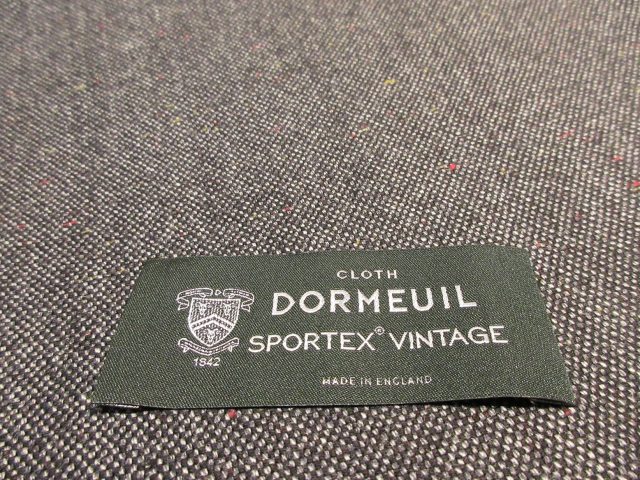 CLOTH
DORMEUIL
SPORTEX® VINTAGE
1842
MADE IN ENGLAND